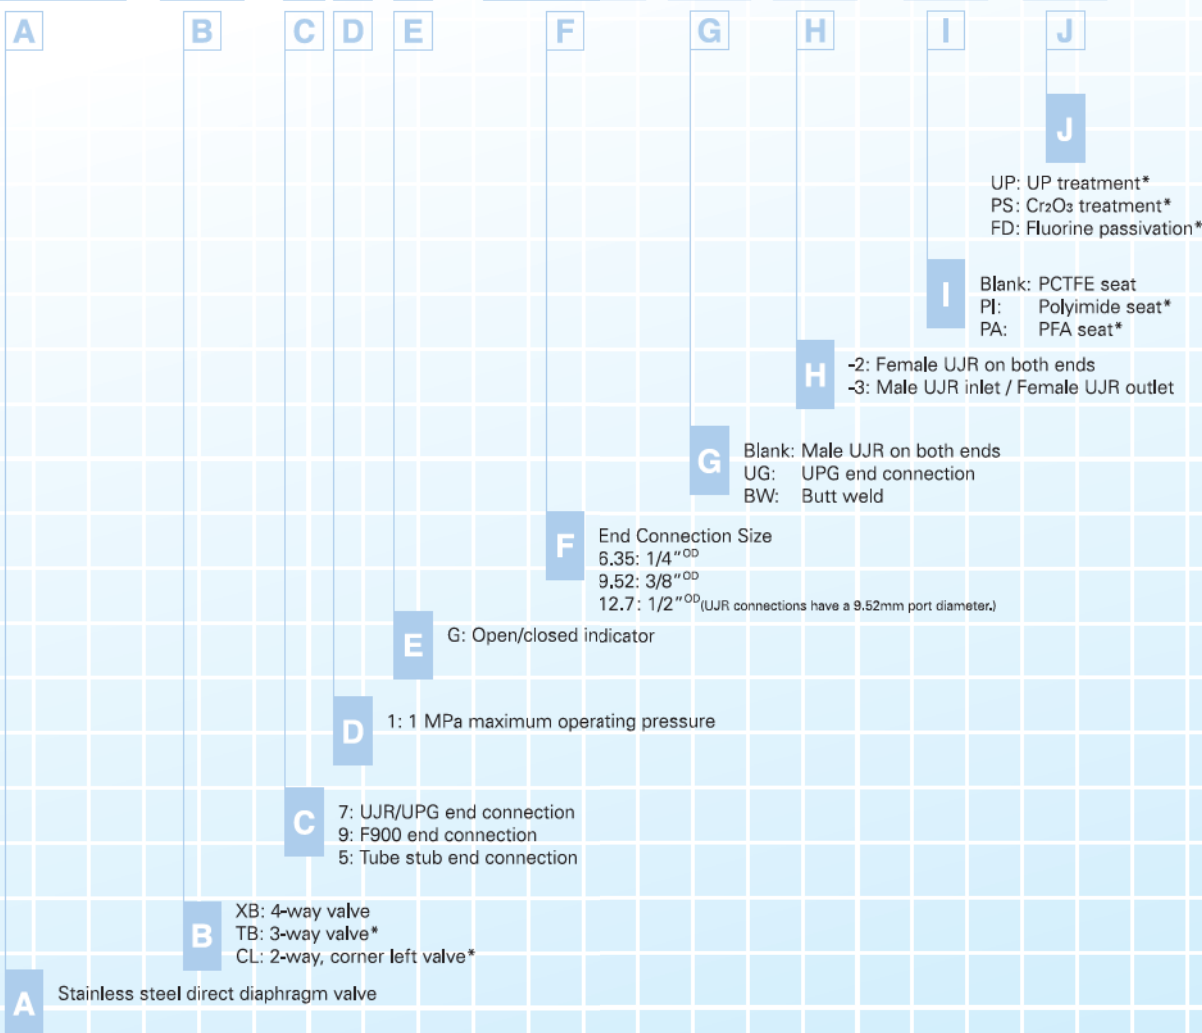 A B C D E F G H I J
J
UP: UP treatment*
PS: Cr₂O₃ treatment*
FD: Fluorine passivation*
I
Blank: PCTFE seat
PI: Polyimide seat*
PA: PFA seat*
H
-2: Female UJR on both ends
-3: Male UJR inlet / Female UJR outlet
G
Blank: Male UJR on both ends
UG: UPG end connection
BW: Butt weld
F
End Connection Size
6.35: 1/4"OD
9.52: 3/8"OD
12.7: 1/2"OD(UJR connections have a 9.52mm port diameter.)
E
G: Open/closed indicator
D
1: 1 MPa maximum operating pressure
C
7: UJR/UPG end connection
9: F900 end connection
5: Tube stub end connection
B
XB: 4-way valve
TB: 3-way valve*
CL: 2-way, corner left valve*
A
Stainless steel direct diaphragm valve